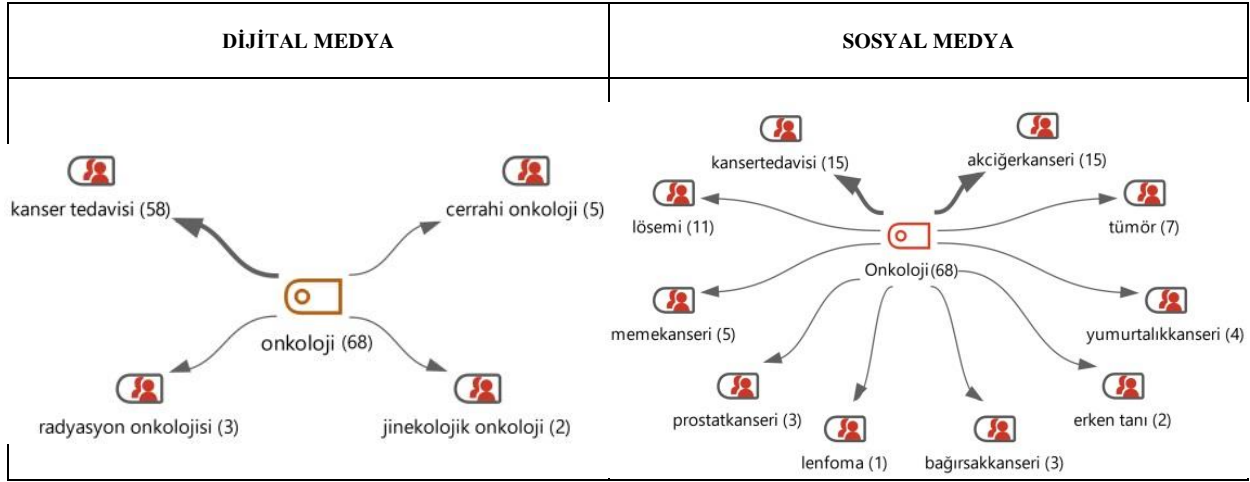 DİJİTAL MEDYA
kanser tedavisi (58)
cerrahi onkoloji (5)
onkoloji (68)
radyasyon onkolojisi (3)
jinekolojik onkoloji (2)
SOSYAL MEDYA
kansertedavisi (15)
akciğerkanseri (15)
lösemi (11)
tümör (7)
Onkoloji(68)
memekanseri (5)
yumurtalıkkanseri (4)
prostatkanseri (3)
erken tanı (2)
lenfoma (1)
bağırsakkanseri (3)